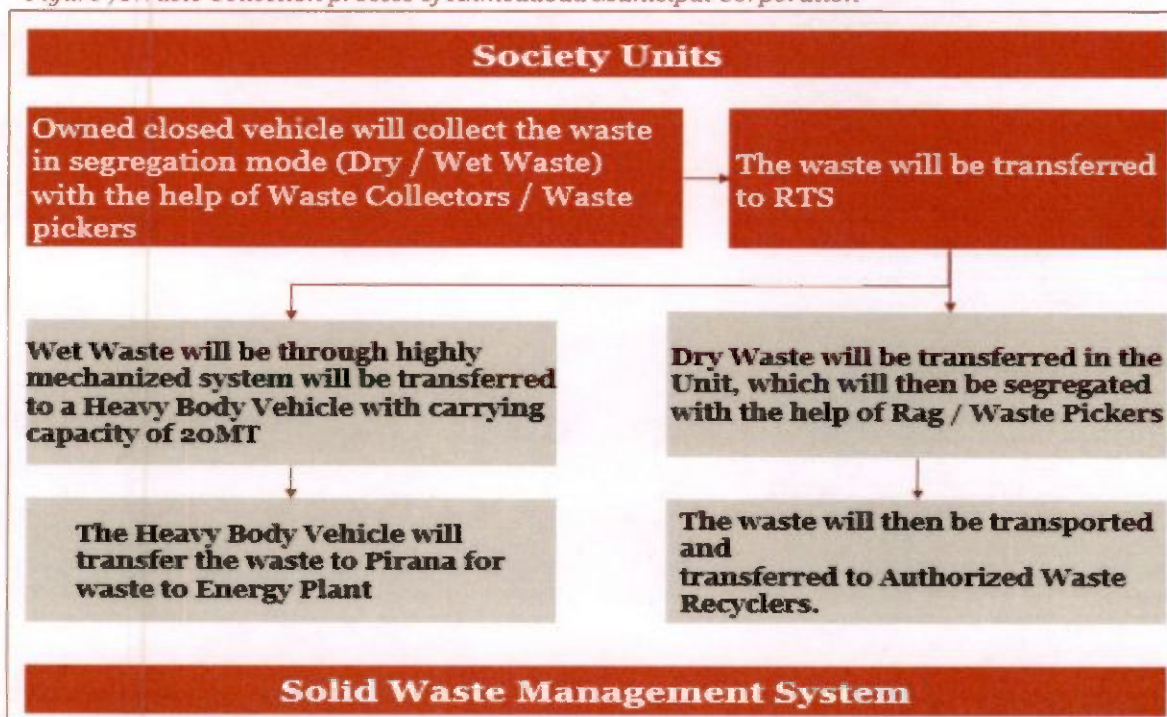 Society Units
Owned closed vehicle will collect the waste
in segregation mode (Dry / Wet Waste)
with the help of Waste Collectors / Waste
pickers
The waste will be transferred
to RTS
Wet Waste will be through highly
mechanized system will be transferred
to a Heavy Body Vehicle with carrying
capacity of 20MT
Dry Waste will be transferred in the
Unit, which will then be segregated
with the help of Rag / Waste Pickers
The Heavy Body Vehicle will
transfer the waste to Pirana for
waste to Energy Plant
The waste will then be transported
and
transferred to Authorized Waste
Recyclers.
Solid Waste Management System